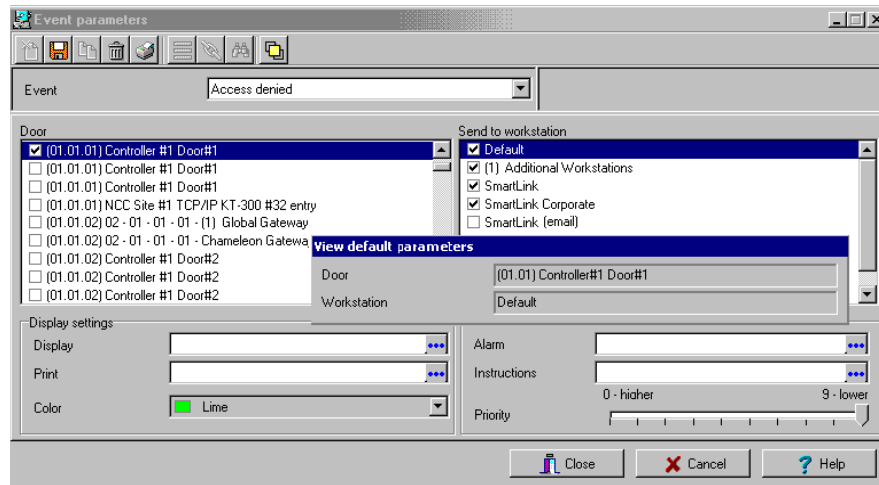 Event parameters
Event
Access denied
Door
(01.01.01) Controller #1 Door#1
(01.01.01) Controller #1 Door#1
(01.01.01) Controller #1 Door#1
(01.01.01) NCC Site #1 TCP/IP KT-300 #32 entry
(01.01.02) 02 - 01 - 01 - 01 - (1) Global Gateway
(01.01.02) 02 - 01 - 01 - 01 - Chameleon Gatewa
(01.01.02) Controller #1 Door#2
(01.01.02) Controller #1 Door#2
(01.01.02) Controller #1 Door#2
Send to workstation
Default
(1) Additional Workstations
SmartLink
SmartLink Corporate
SmartLink (email)
View default parameters
Door
(01.01) Controller#1 Door#1
Workstation
Default
Display settings
Display
Print
Color
Lime
Alarm
Instructions
0 - higher
9 - lower
Priority
Close
Cancel
Help